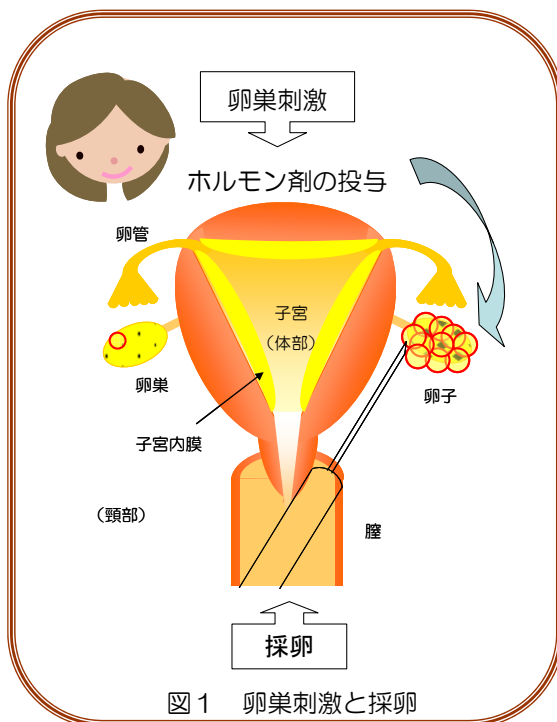 卵巣刺激
ホルモン剤の投与
卵管
子宮
（体部）
卵巣
卵子
子宮内膜
（頸部）
膣
採卵
図１　卵巣刺激と採卵